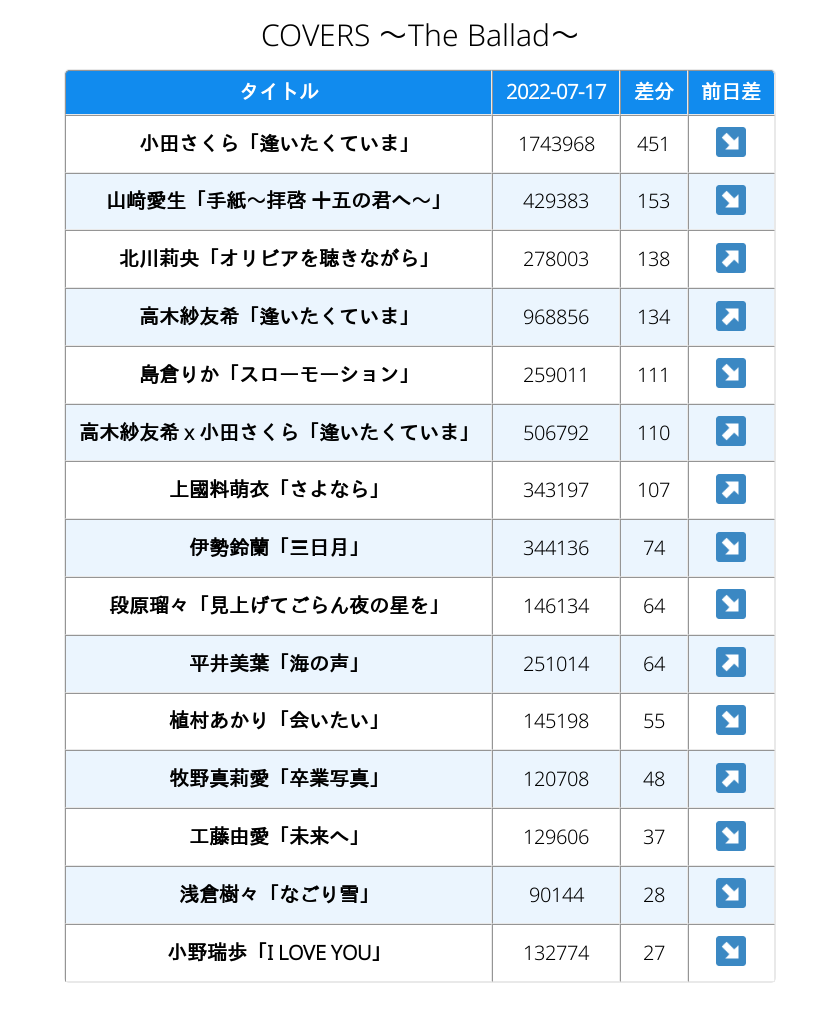 COVERS ～The Ballad～
タイトル 2022-07-17 差分 前日差
小田さくら「逢いたくていま」 1743968 451 ↘
山﨑愛生「手紙～拝啓 十五の君へ～」 429383 153 ↘
北川莉央「オリビアを聴きながら」 278003 138 ↗
高木紗友希「逢いたくていま」 968856 134 ↗
島倉りか「スローモーション」 259011 111 ↘
高木紗友希 x 小田さくら「逢いたくていま」 506792 110 ↗
上國料萌衣「さよなら」 343197 107 ↗
伊勢鈴蘭「三日月」 344136 74 ↘
段原瑠々「見上げてごらん夜の星を」 146134 64 ↘
平井美葉「海の声」 251014 64 ↗
植村あかり「会いたい」 145198 55 ↘
牧野真莉愛「卒業写真」 120708 48 ↗
工藤由愛「未来へ」 129606 37 ↘
浅倉樹々「なごり雪」 90144 28 ↘
小野瑞歩「I LOVE YOU」 132774 27 ↘